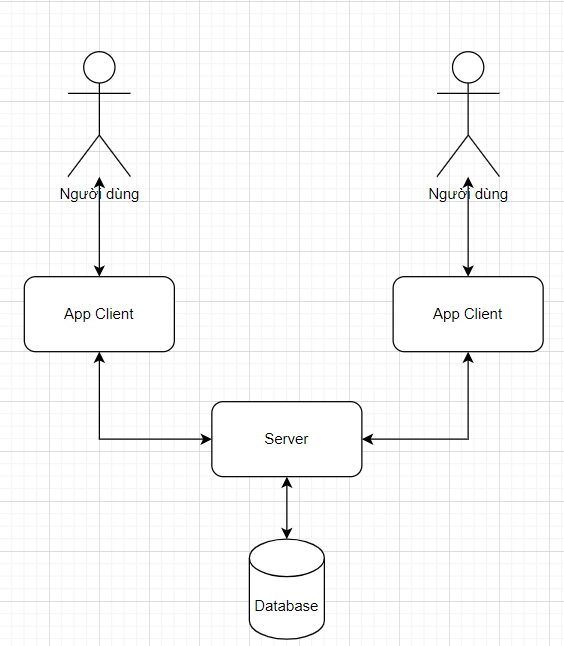 Người dùng
Người dùng
App Client
App Client
Server
Database